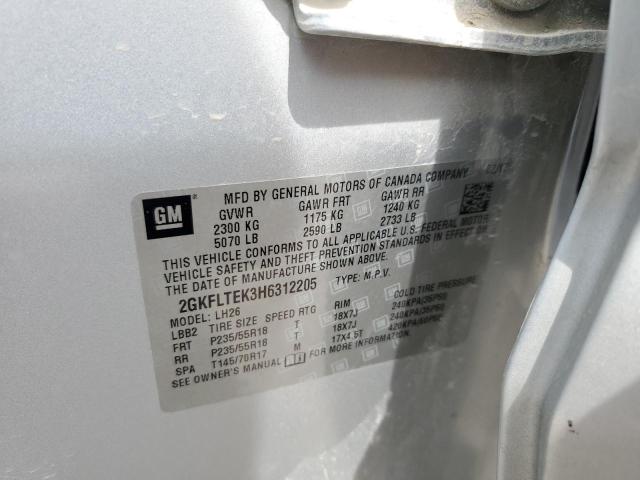 GM
MFD BY GENERAL MOTORS OF CANADA COMPANY
GVWR GAWR FRT GAWR RR
2300 KG 1175 KG 1240 KG
5070 LB 2590 LB 2733 LB
THIS VEHICLE CONFORMS TO ALL APPLICABLE U.S. FEDERAL MOTOR
VEHICLE SAFETY AND THEFT PREVENTION STANDARDS IN EFFECT ON
THE DATE OF MANUFACTURE SHOWN ABOVE.
2GKFLTEK3H6312205 TYPE: M.P.V.
MODEL: LH26
LBB2 TIRE SIZE SPEED RTG RIM COLD TIRE PRESSURE
FRT P235/55R18 T 18X7J 240KPA(35PSI)
RR P235/55R18 T 18X7J 240KPA(35PSI)
SPA T145/70R17 M 17X4.5T 420KPA(60PSI)
SEE OWNER'S MANUAL FOR